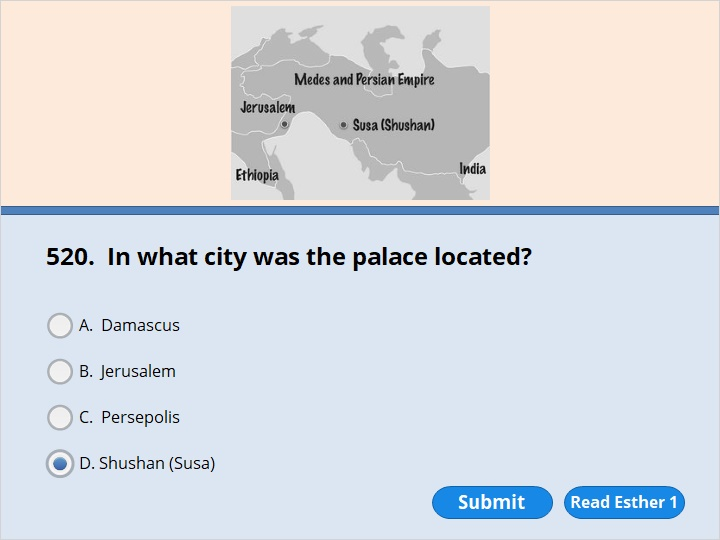 Medes and Persian Empire
Jerusalem
Susa (Shushan)
India
Ethiopia
520.  In what city was the palace located?
A.  Damascus
B.  Jerusalem
C.  Persepolis
D. Shushan (Susa)
Submit
Read Esther 1